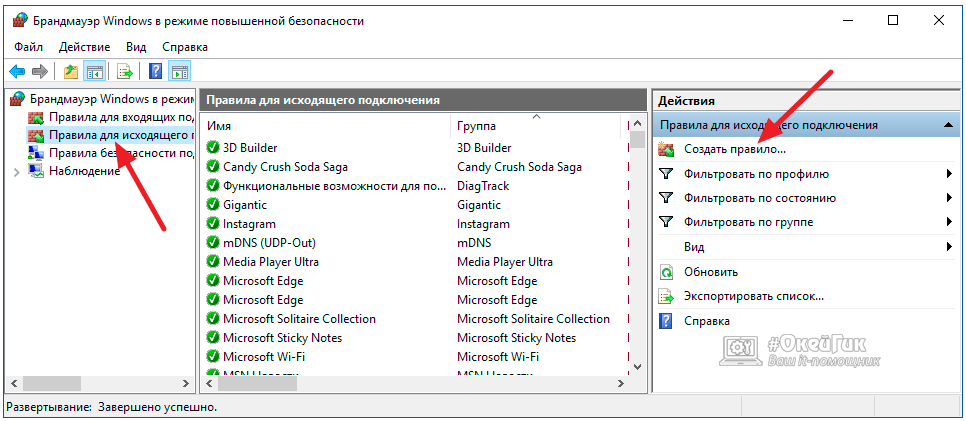 Брандмауэр Windows в режиме повышенной безопасности
Файл Действие Вид Справка
Брандмауэр Windows в режиме
Правила для входящих под
Правила для исходящего п
Правила безопасности по
Наблюдение
Правила для исходящего подключения
Имя Группа
3D Builder 3D Builder
Candy Crush Soda Saga Candy Crush Soda Saga
Функциональные возможности для по... DiagTrack
Gigantic Gigantic
Instagram Instagram
mDNS (UDP-Out) mDNS
Media Player Ultra Media Player Ultra
Microsoft Edge Microsoft Edge
Microsoft Edge Microsoft Edge
Microsoft Solitaire Collection Microsoft Solitaire Collection
Microsoft Sticky Notes Microsoft Sticky Notes
Microsoft Wi-Fi Microsoft Wi-Fi
MSN Новости
Действия
Правила для исходящего подключения
Создать правило...
Фильтровать по профилю
Фильтровать по состоянию
Фильтровать по группе
Вид
Обновить
Экспортировать список...
Справка
#ОкейГик
Ваш it-помощник
Развертывание: Завершено успешно.